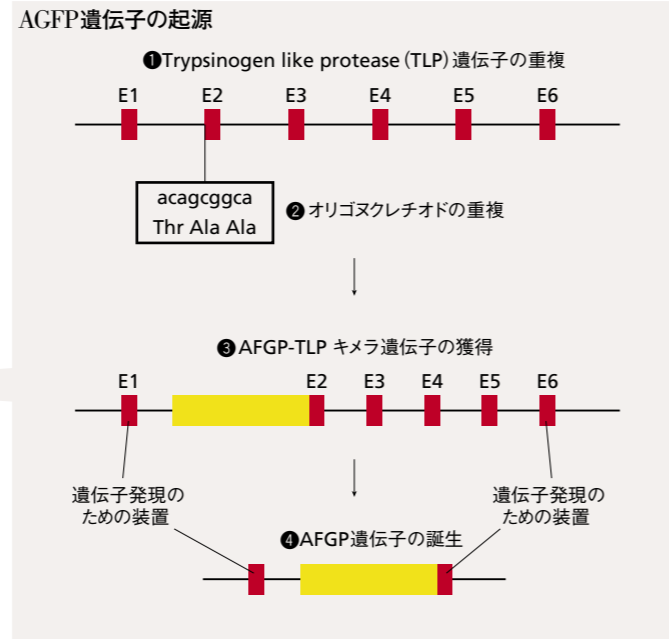 AGFP遺伝子の起源
❶Trypsinogen like protease (TLP) 遺伝子の重複
E1 E2 E3 E4 E5 E6
acagcggca
Thr Ala Ala
❷オリゴヌクレチオドの重複
❸AFGP-TLP キメラ遺伝子の獲得
E1 E2 E3 E4 E5 E6
遺伝子発現の
ための装置
遺伝子発現の
ための装置
❹AFGP遺伝子の誕生